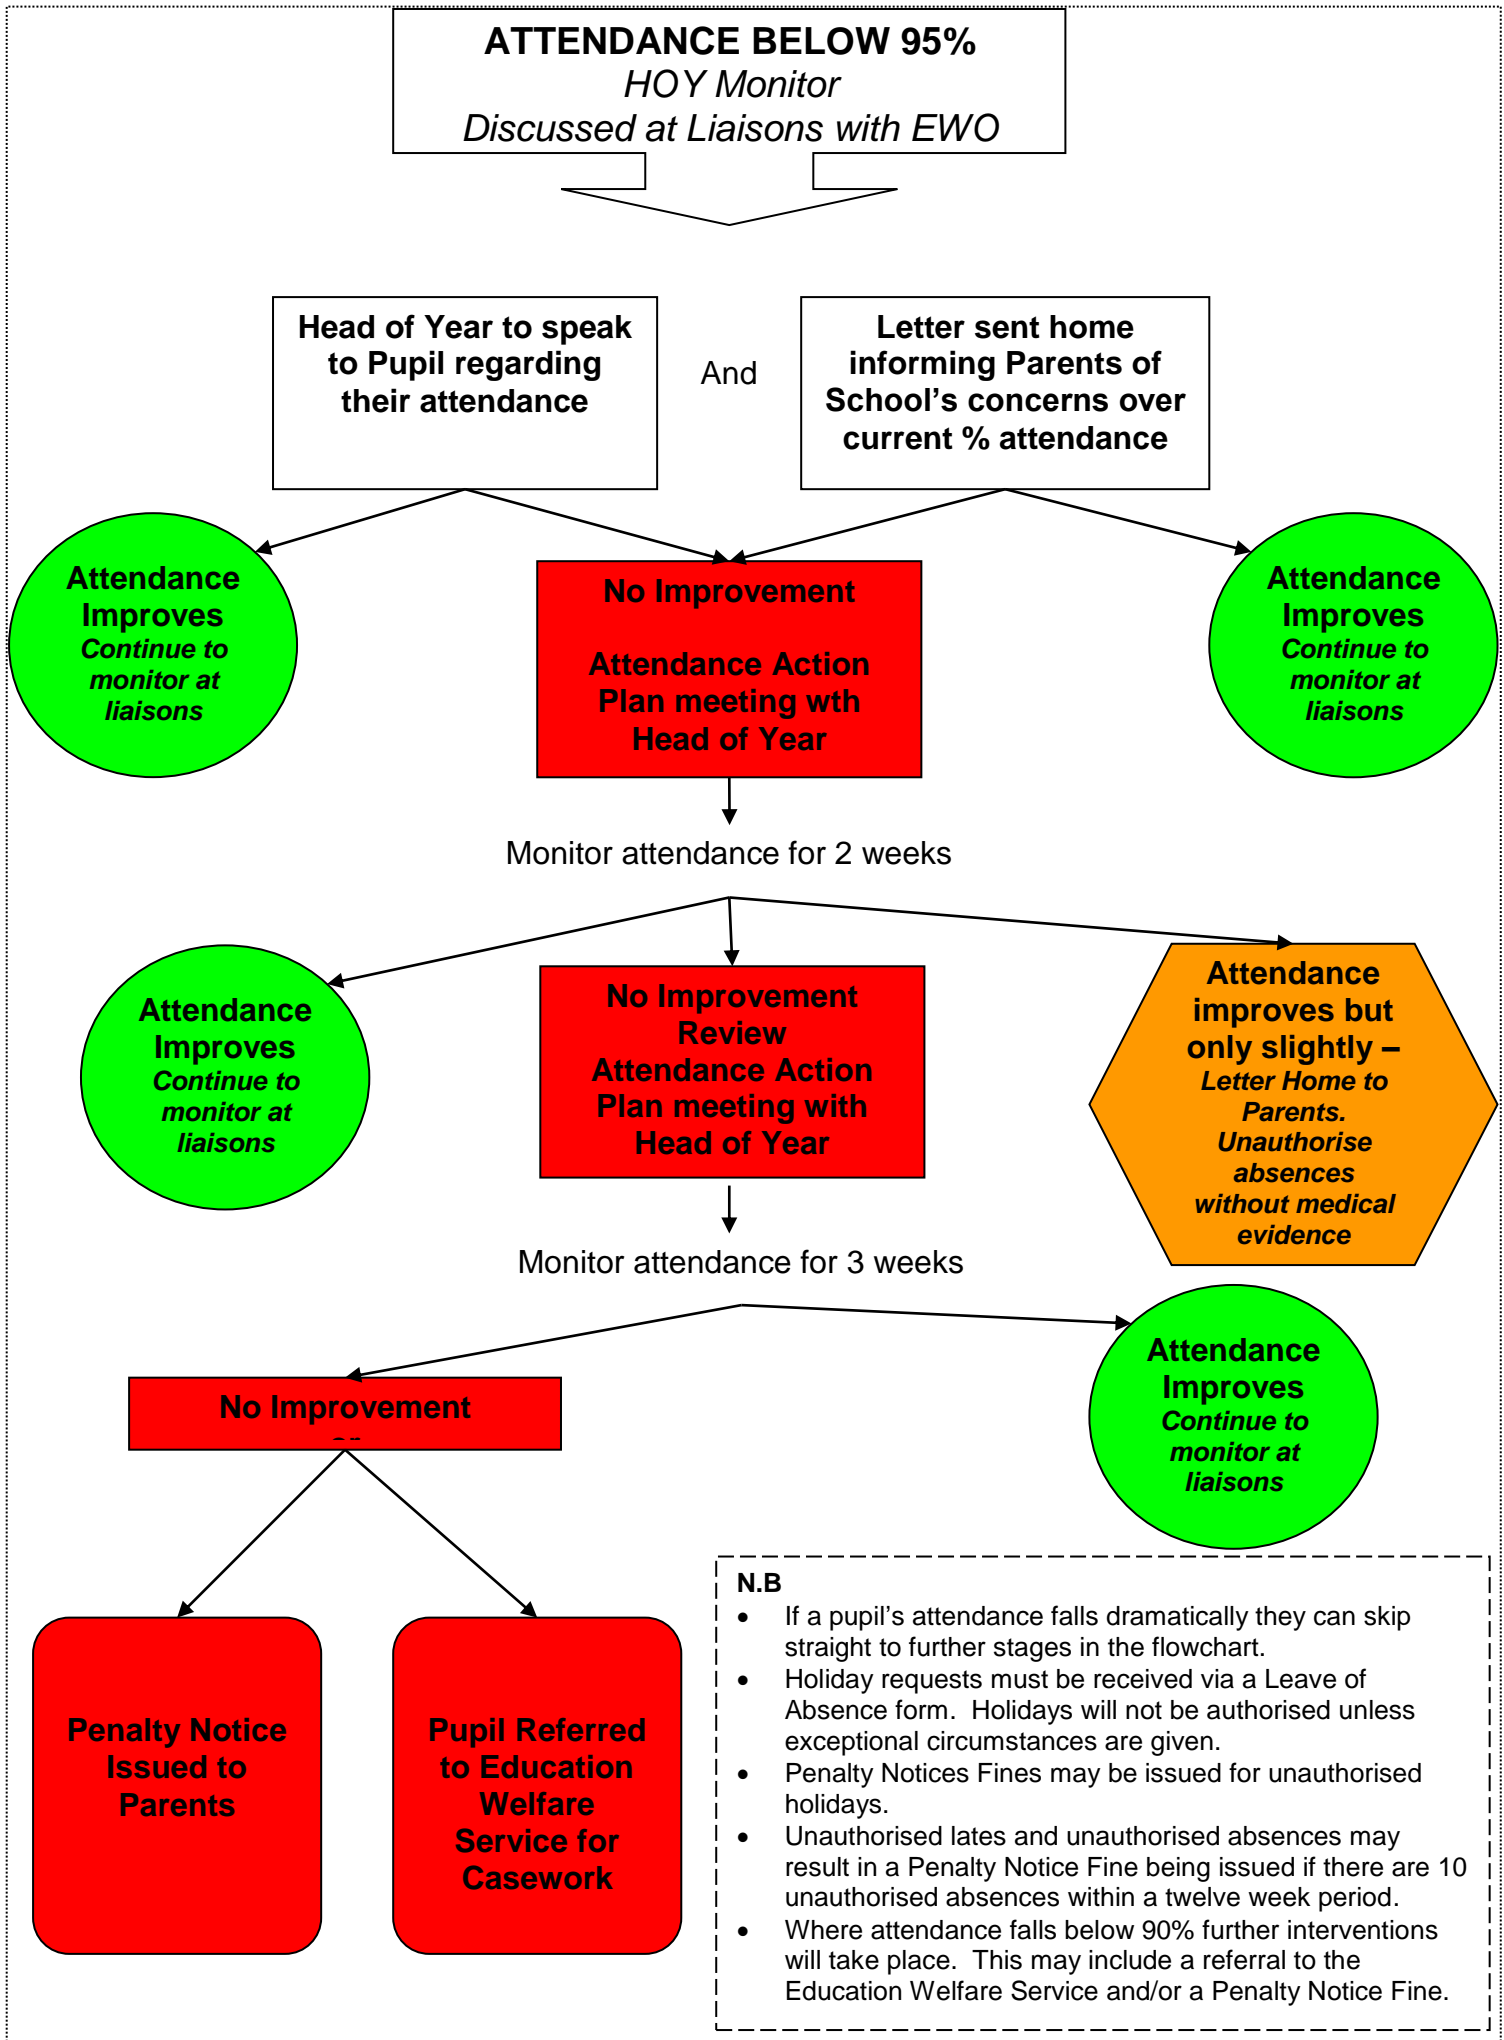 ATTENDANCE BELOW 95%
HOY Monitor
Discussed at Liaisons with EWO
Head of Year to speak
to Pupil regarding
their attendance
And
Letter sent home
informing Parents of
School's concerns over
current % attendance
Attendance
Improves
Continue to
monitor at
liaisons
No Improvement
Attendance Action
Plan meeting wth
Head of Year
Attendance
Improves
Continue to
monitor at
liaisons
Monitor attendance for 2 weeks
Attendance
Improves
Continue to
monitor at
liaisons
No Improvement
Review
Attendance Action
Plan meeting with
Head of Year
Attendance
improves but
only slightly –
Letter Home to
Parents.
Unauthorise
absences
without medical
evidence
Monitor attendance for 3 weeks
No Improvement
Attendance
Improves
Continue to
monitor at
liaisons
Penalty Notice
Issued to
Parents
Pupil Referred
to Education
Welfare
Service for
Casework
N.B
• If a pupil's attendance falls dramatically they can skip
straight to further stages in the flowchart.
• Holiday requests must be received via a Leave of
Absence form.  Holidays will not be authorised unless
exceptional circumstances are given.
• Penalty Notices Fines may be issued for unauthorised
holidays.
• Unauthorised lates and unauthorised absences may
result in a Penalty Notice Fine being issued if there are 10
unauthorised absences within a twelve week period.
• Where attendance falls below 90% further interventions
will take place.  This may include a referral to the
Education Welfare Service and/or a Penalty Notice Fine.